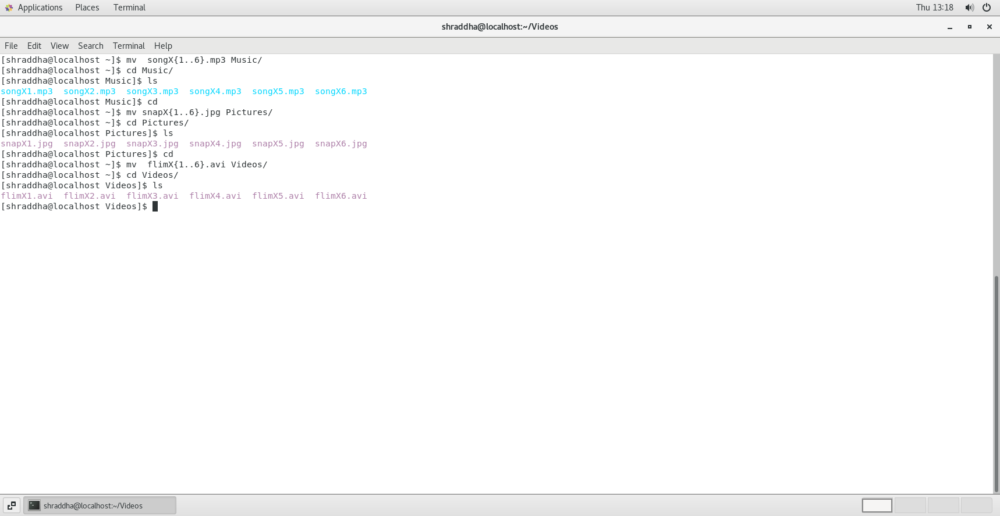 Applications Places Terminal Thu 13:18
shraddha@localhost:~/Videos
File Edit View Search Terminal Help
[shraddha@localhost ~]$ mv  songX{1..6}.mp3 Music/
[shraddha@localhost ~]$ cd Music/
[shraddha@localhost Music]$ ls
songX1.mp3  songX2.mp3  songX3.mp3  songX4.mp3  songX5.mp3  songX6.mp3
[shraddha@localhost Music]$ cd
[shraddha@localhost ~]$ mv snapX{1..6}.jpg Pictures/
[shraddha@localhost ~]$ cd Pictures/
[shraddha@localhost Pictures]$ ls
snapX1.jpg  snapX2.jpg  snapX3.jpg  snapX4.jpg  snapX5.jpg  snapX6.jpg
[shraddha@localhost Pictures]$ cd
[shraddha@localhost ~]$ mv  flimX{1..6}.avi Videos/
[shraddha@localhost ~]$ cd Videos/
[shraddha@localhost Videos]$ ls
flimX1.avi  flimX2.avi  flimX3.avi  flimX4.avi  flimX5.avi  flimX6.avi
[shraddha@localhost Videos]$
shraddha@localhost:~/Videos